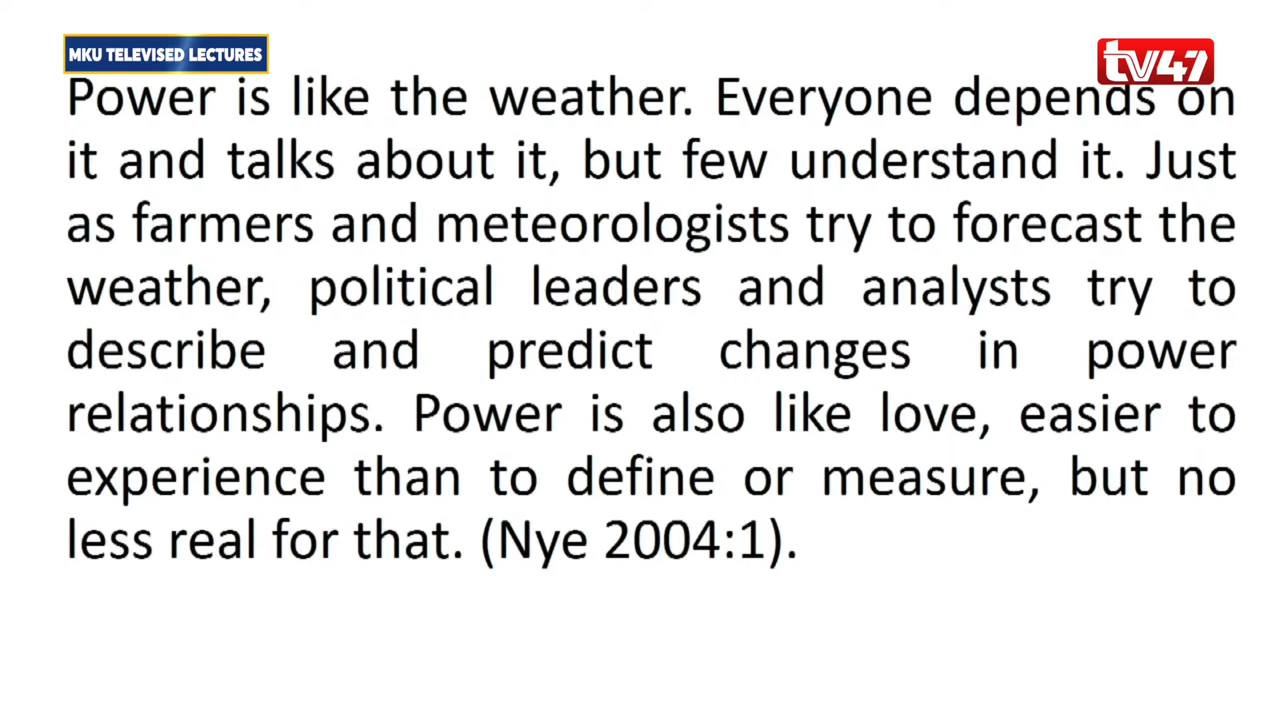 MKU TELEVISED LECTURES
tv47
Power is like the weather. Everyone depends on
it and talks about it, but few understand it. Just
as farmers and meteorologists try to forecast the
weather, political leaders and analysts try to
describe and predict changes in power
relationships. Power is also like love, easier to
experience than to define or measure, but no
less real for that. (Nye 2004:1).